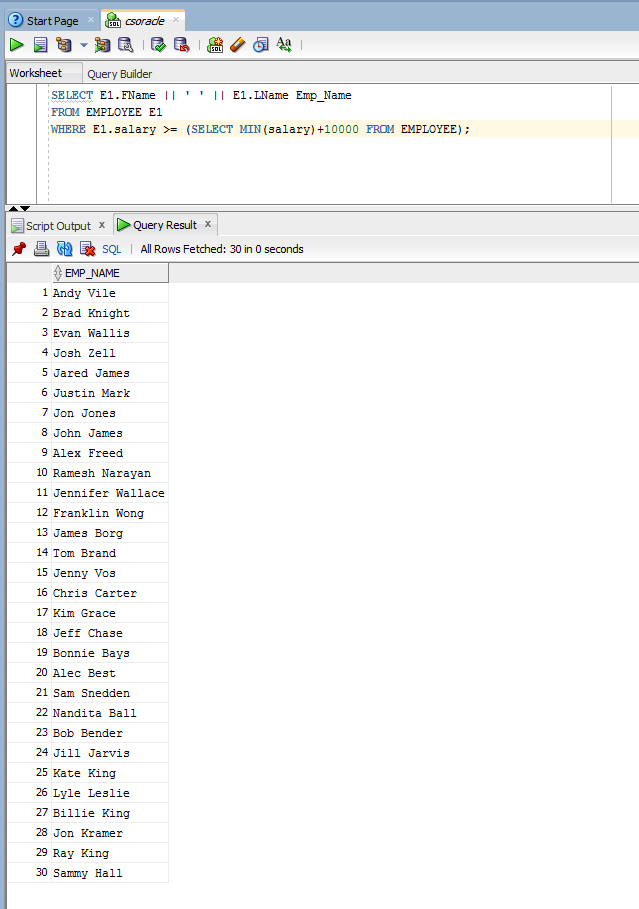 Start Page
csoracle
Worksheet
Query Builder
SELECT E1.FName || ' ' || E1.LName Emp_Name
FROM EMPLOYEE E1
WHERE E1.salary >= (SELECT MIN(salary)+10000 FROM EMPLOYEE);
Script Output x
Query Result x
SQL | All Rows Fetched: 30 in 0 seconds
EMP_NAME
1 Andy Vile
2 Brad Knight
3 Evan Wallis
4 Josh Zell
5 Jared James
6 Justin Mark
7 Jon Jones
8 John James
9 Alex Freed
10 Ramesh Narayan
11 Jennifer Wallace
12 Franklin Wong
13 James Borg
14 Tom Brand
15 Jenny Vos
16 Chris Carter
17 Kim Grace
18 Jeff Chase
19 Bonnie Bays
20 Alec Best
21 Sam Snedden
22 Nandita Ball
23 Bob Bender
24 Jill Jarvis
25 Kate King
26 Lyle Leslie
27 Billie King
28 Jon Kramer
29 Ray King
30 Sammy Hall